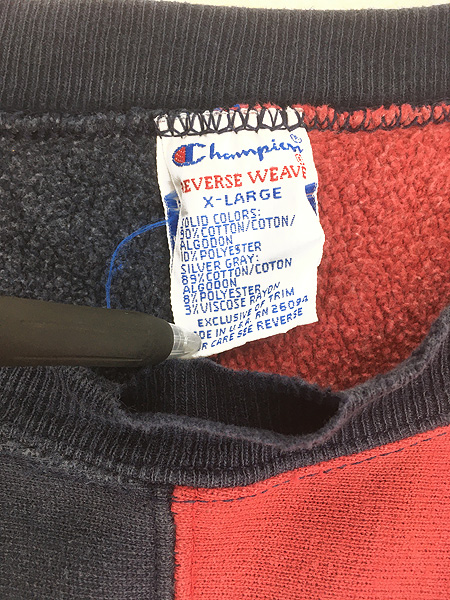 Champion®
REVERSE WEAVE
X-LARGE
SOLID COLORS:
90% COTTON/COTON/
ALGODON
10% POLYESTER
SILVER GRAY:
89% COTTON/COTON
ALGODON
8% POLYESTER
3% VISCOSE RAYON
EXCLUSIVE OF TRIM
MADE IN U.S.A. RN 26094
FOR CARE SEE REVERSE